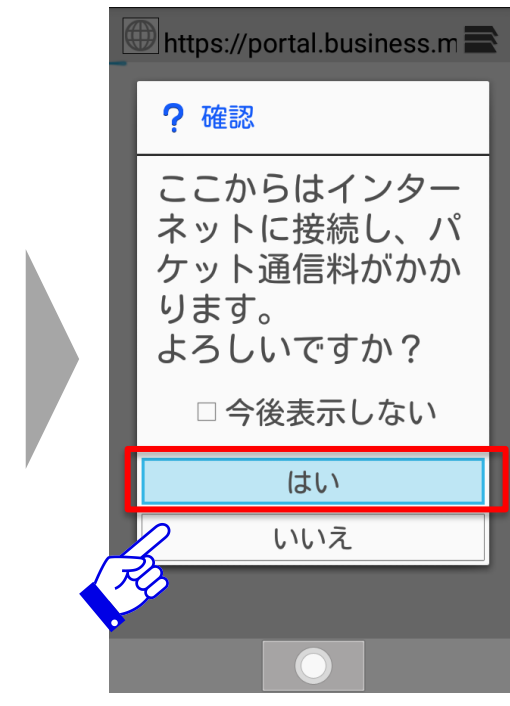 https://portal.business.m
? 確認
ここからはインター
ネットに接続し、パ
ケット通信料がかか
ります。
よろしいですか？
今後表示しない
はい
いいえ